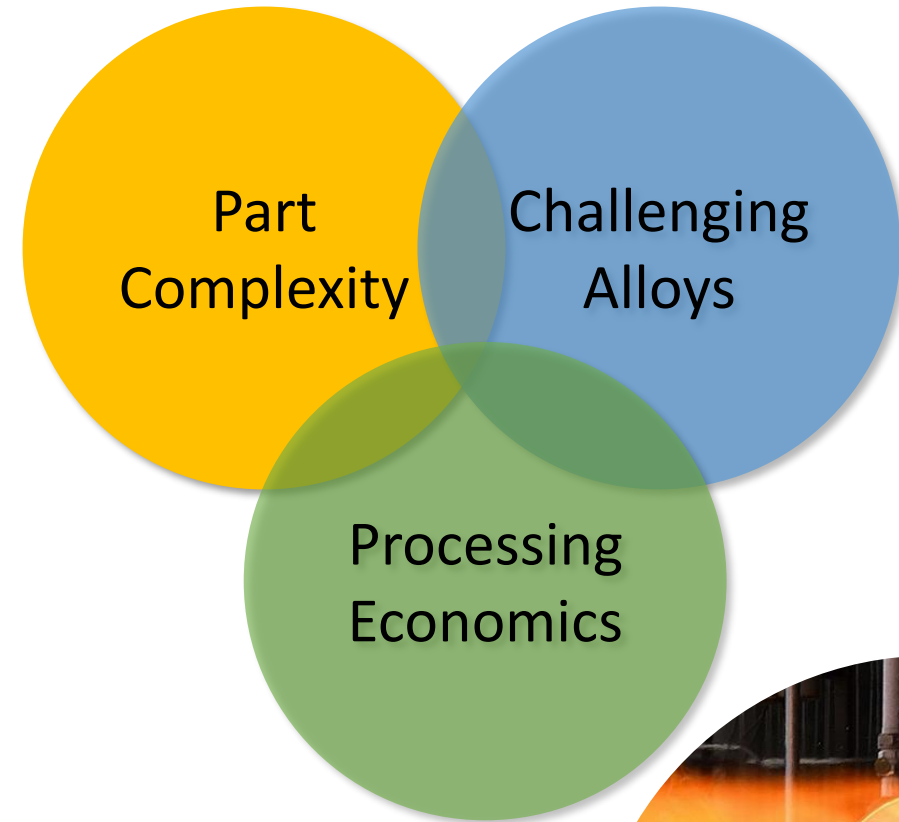 Part
Complexity
Challenging
Alloys
Processing
Economics